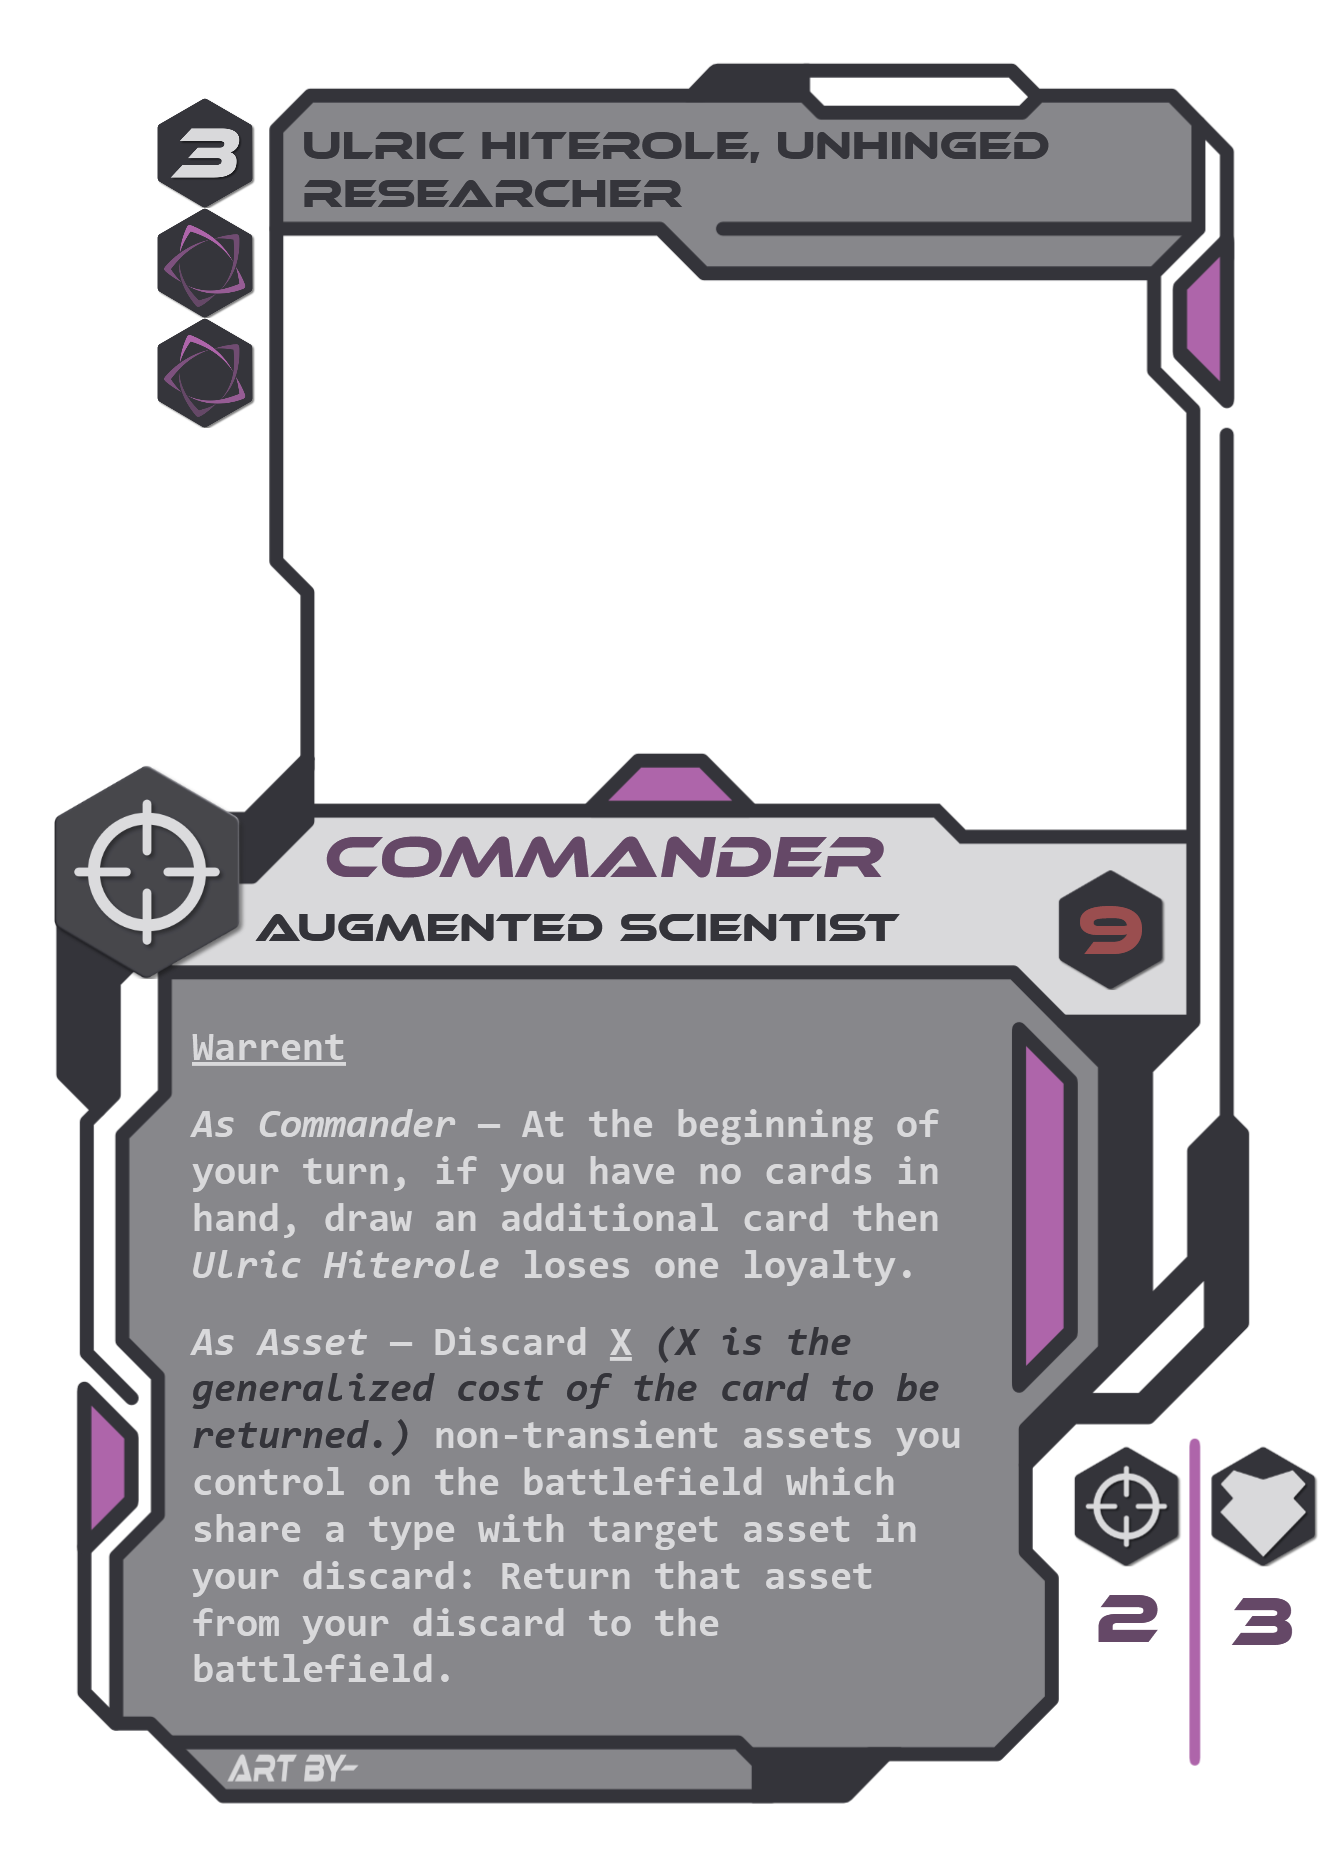 3
ULRIC HITEROLE, UNHINGED
RESEARCHER
COMMANDER
AUGMENTED SCIENTIST
9
Warrent
As Commander – At the beginning of
your turn, if you have no cards in
hand, draw an additional card then
Ulric Hiterole loses one loyalty.
As Asset – Discard X (X is the
generalized cost of the card to be
returned.) non-transient assets you
control on the battlefield which
share a type with target asset in
your discard: Return that asset
from your discard to the
battlefield.
2
3
ART BY-